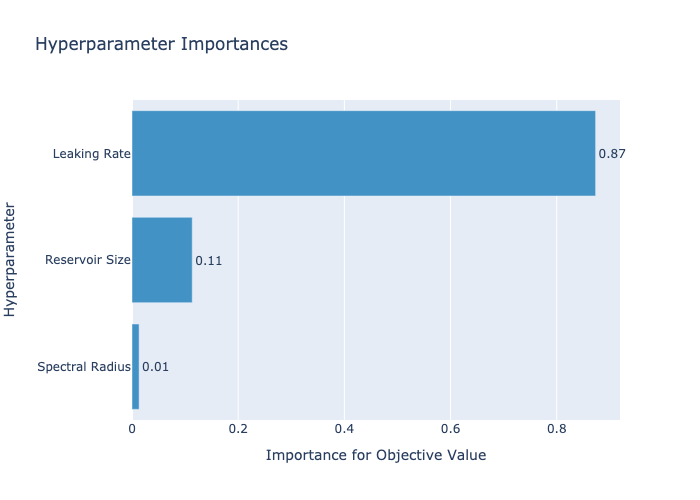 Hyperparameter Importances
Hyperparameter
Leaking Rate
0.87
Reservoir Size
0.11
Spectral Radius
0.01
0
0.2
0.4
0.6
0.8
Importance for Objective Value